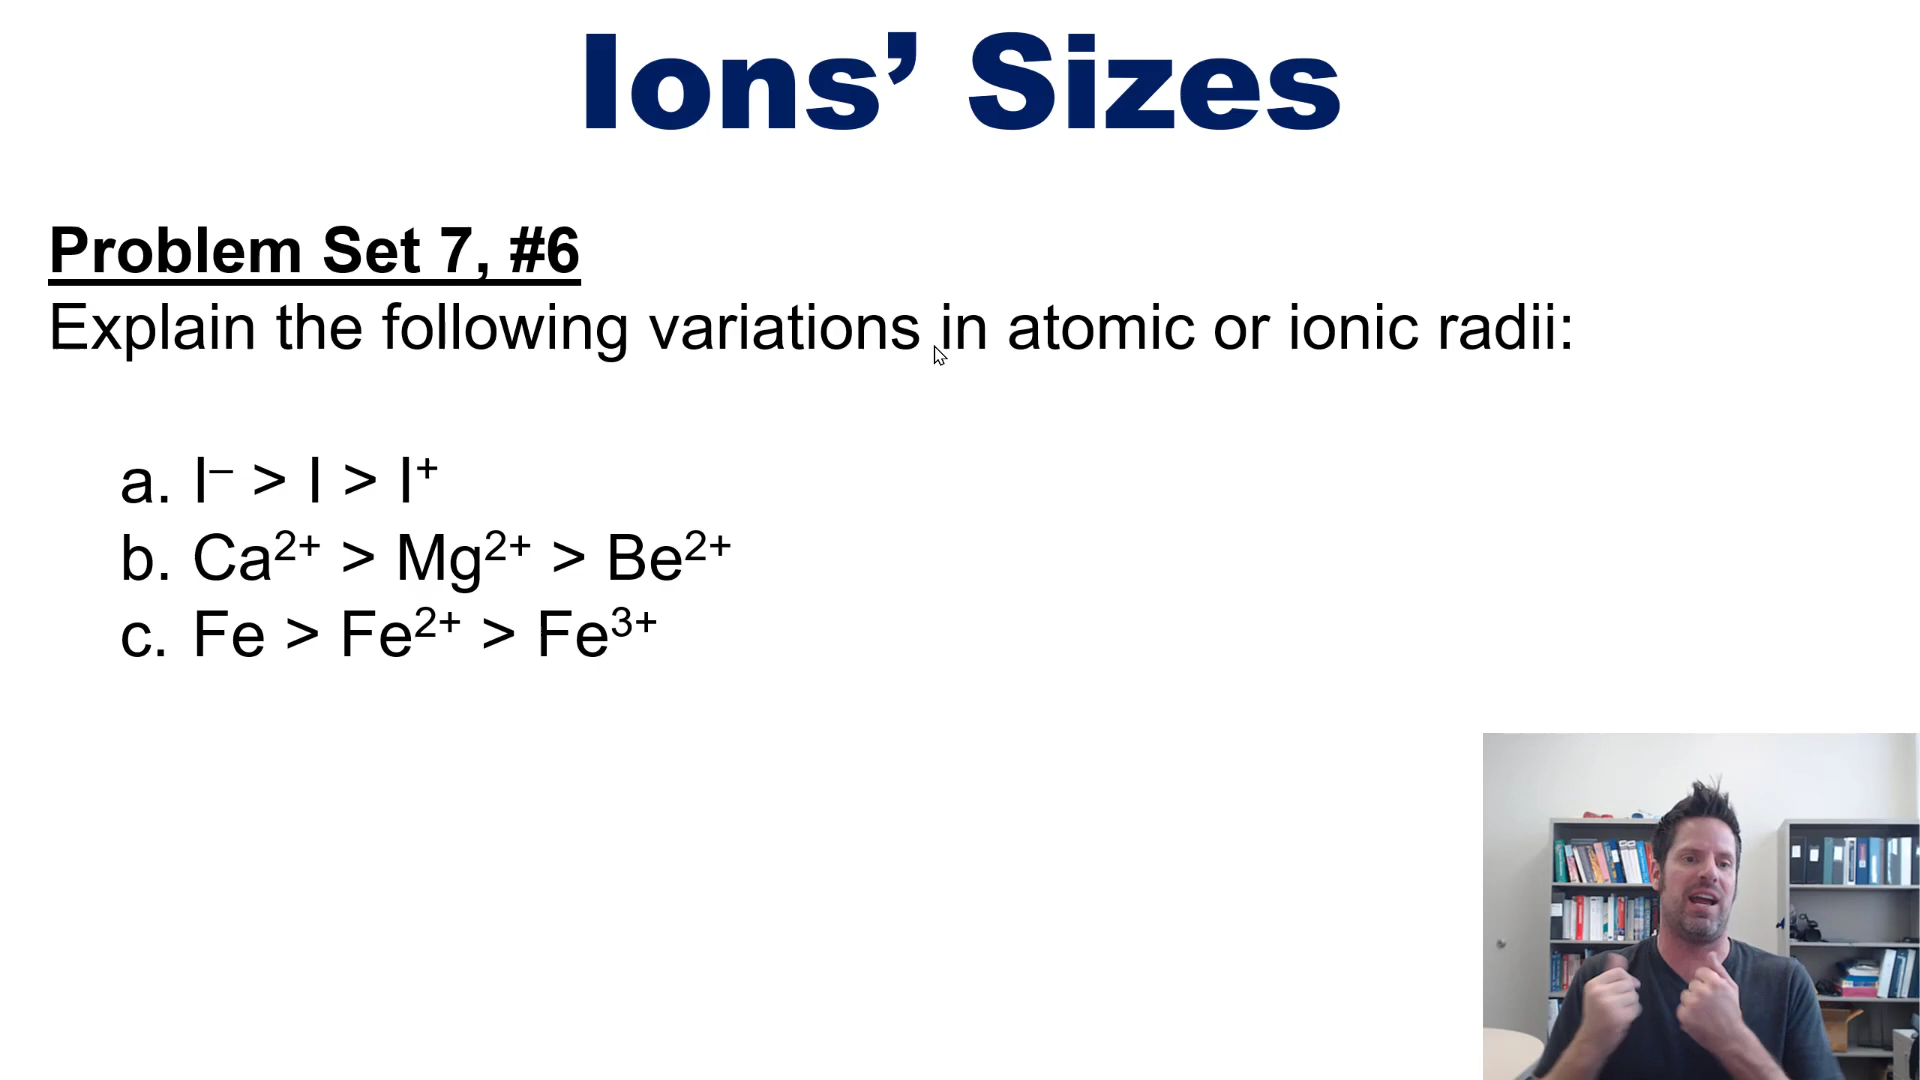 Ions’ Sizes
Problem Set 7, #6
Explain the following variations in atomic or ionic radii:
a. I⁻ > I > I⁺
b. Ca²⁺ > Mg²⁺ > Be²⁺
c. Fe > Fe²⁺ > Fe³⁺